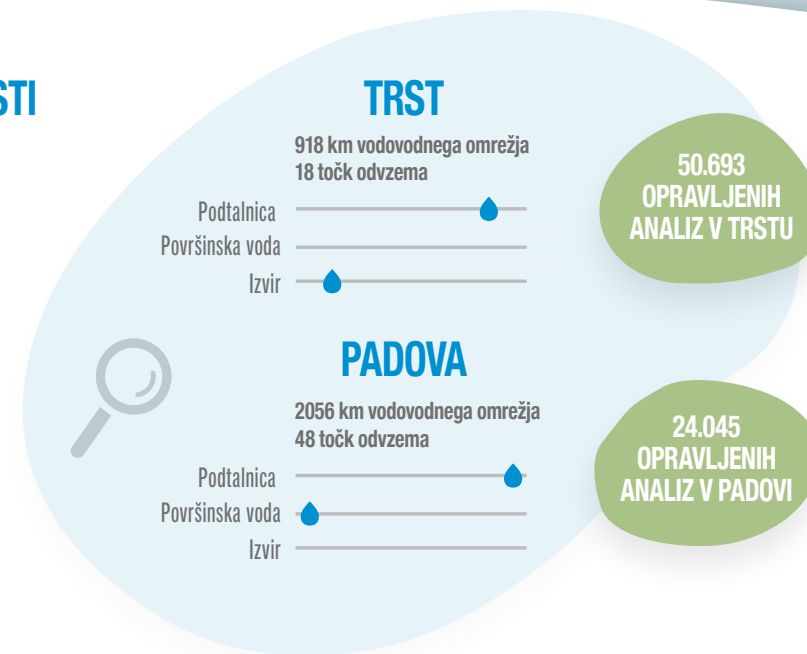 STI
TRST
918 km vodovodnega omrežja
18 točk odvzema
Podtalnica
Površinska voda
Izvir
50.693
OPRAVLJENIH
ANALIZ V TRSTU
PADOVA
2056 km vodovodnega omrežja
48 točk odvzema
Podtalnica
Površinska voda
Izvir
24.045
OPRAVLJENIH
ANALIZ V PADOVI